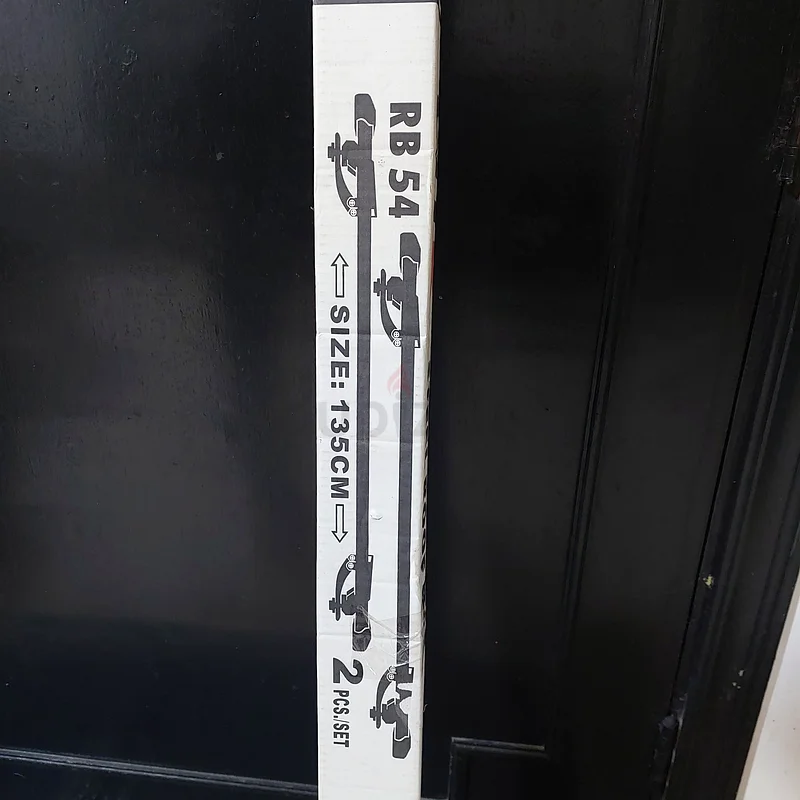 RB 54
SIZE: 135CM
2 PCS./SET